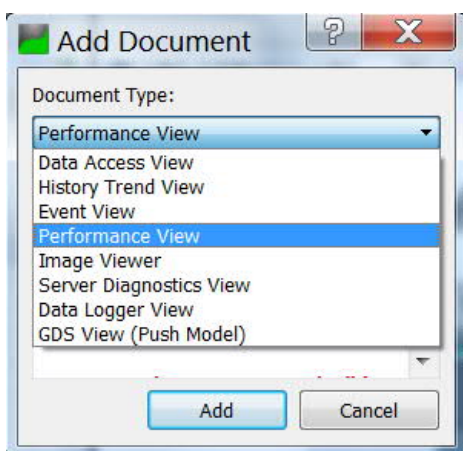 Add Document
Document Type:
Performance View
Data Access View
History Trend View
Event View
Performance View
Image Viewer
Server Diagnostics View
Data Logger View
GDS View (Push Model)
Add
Cancel